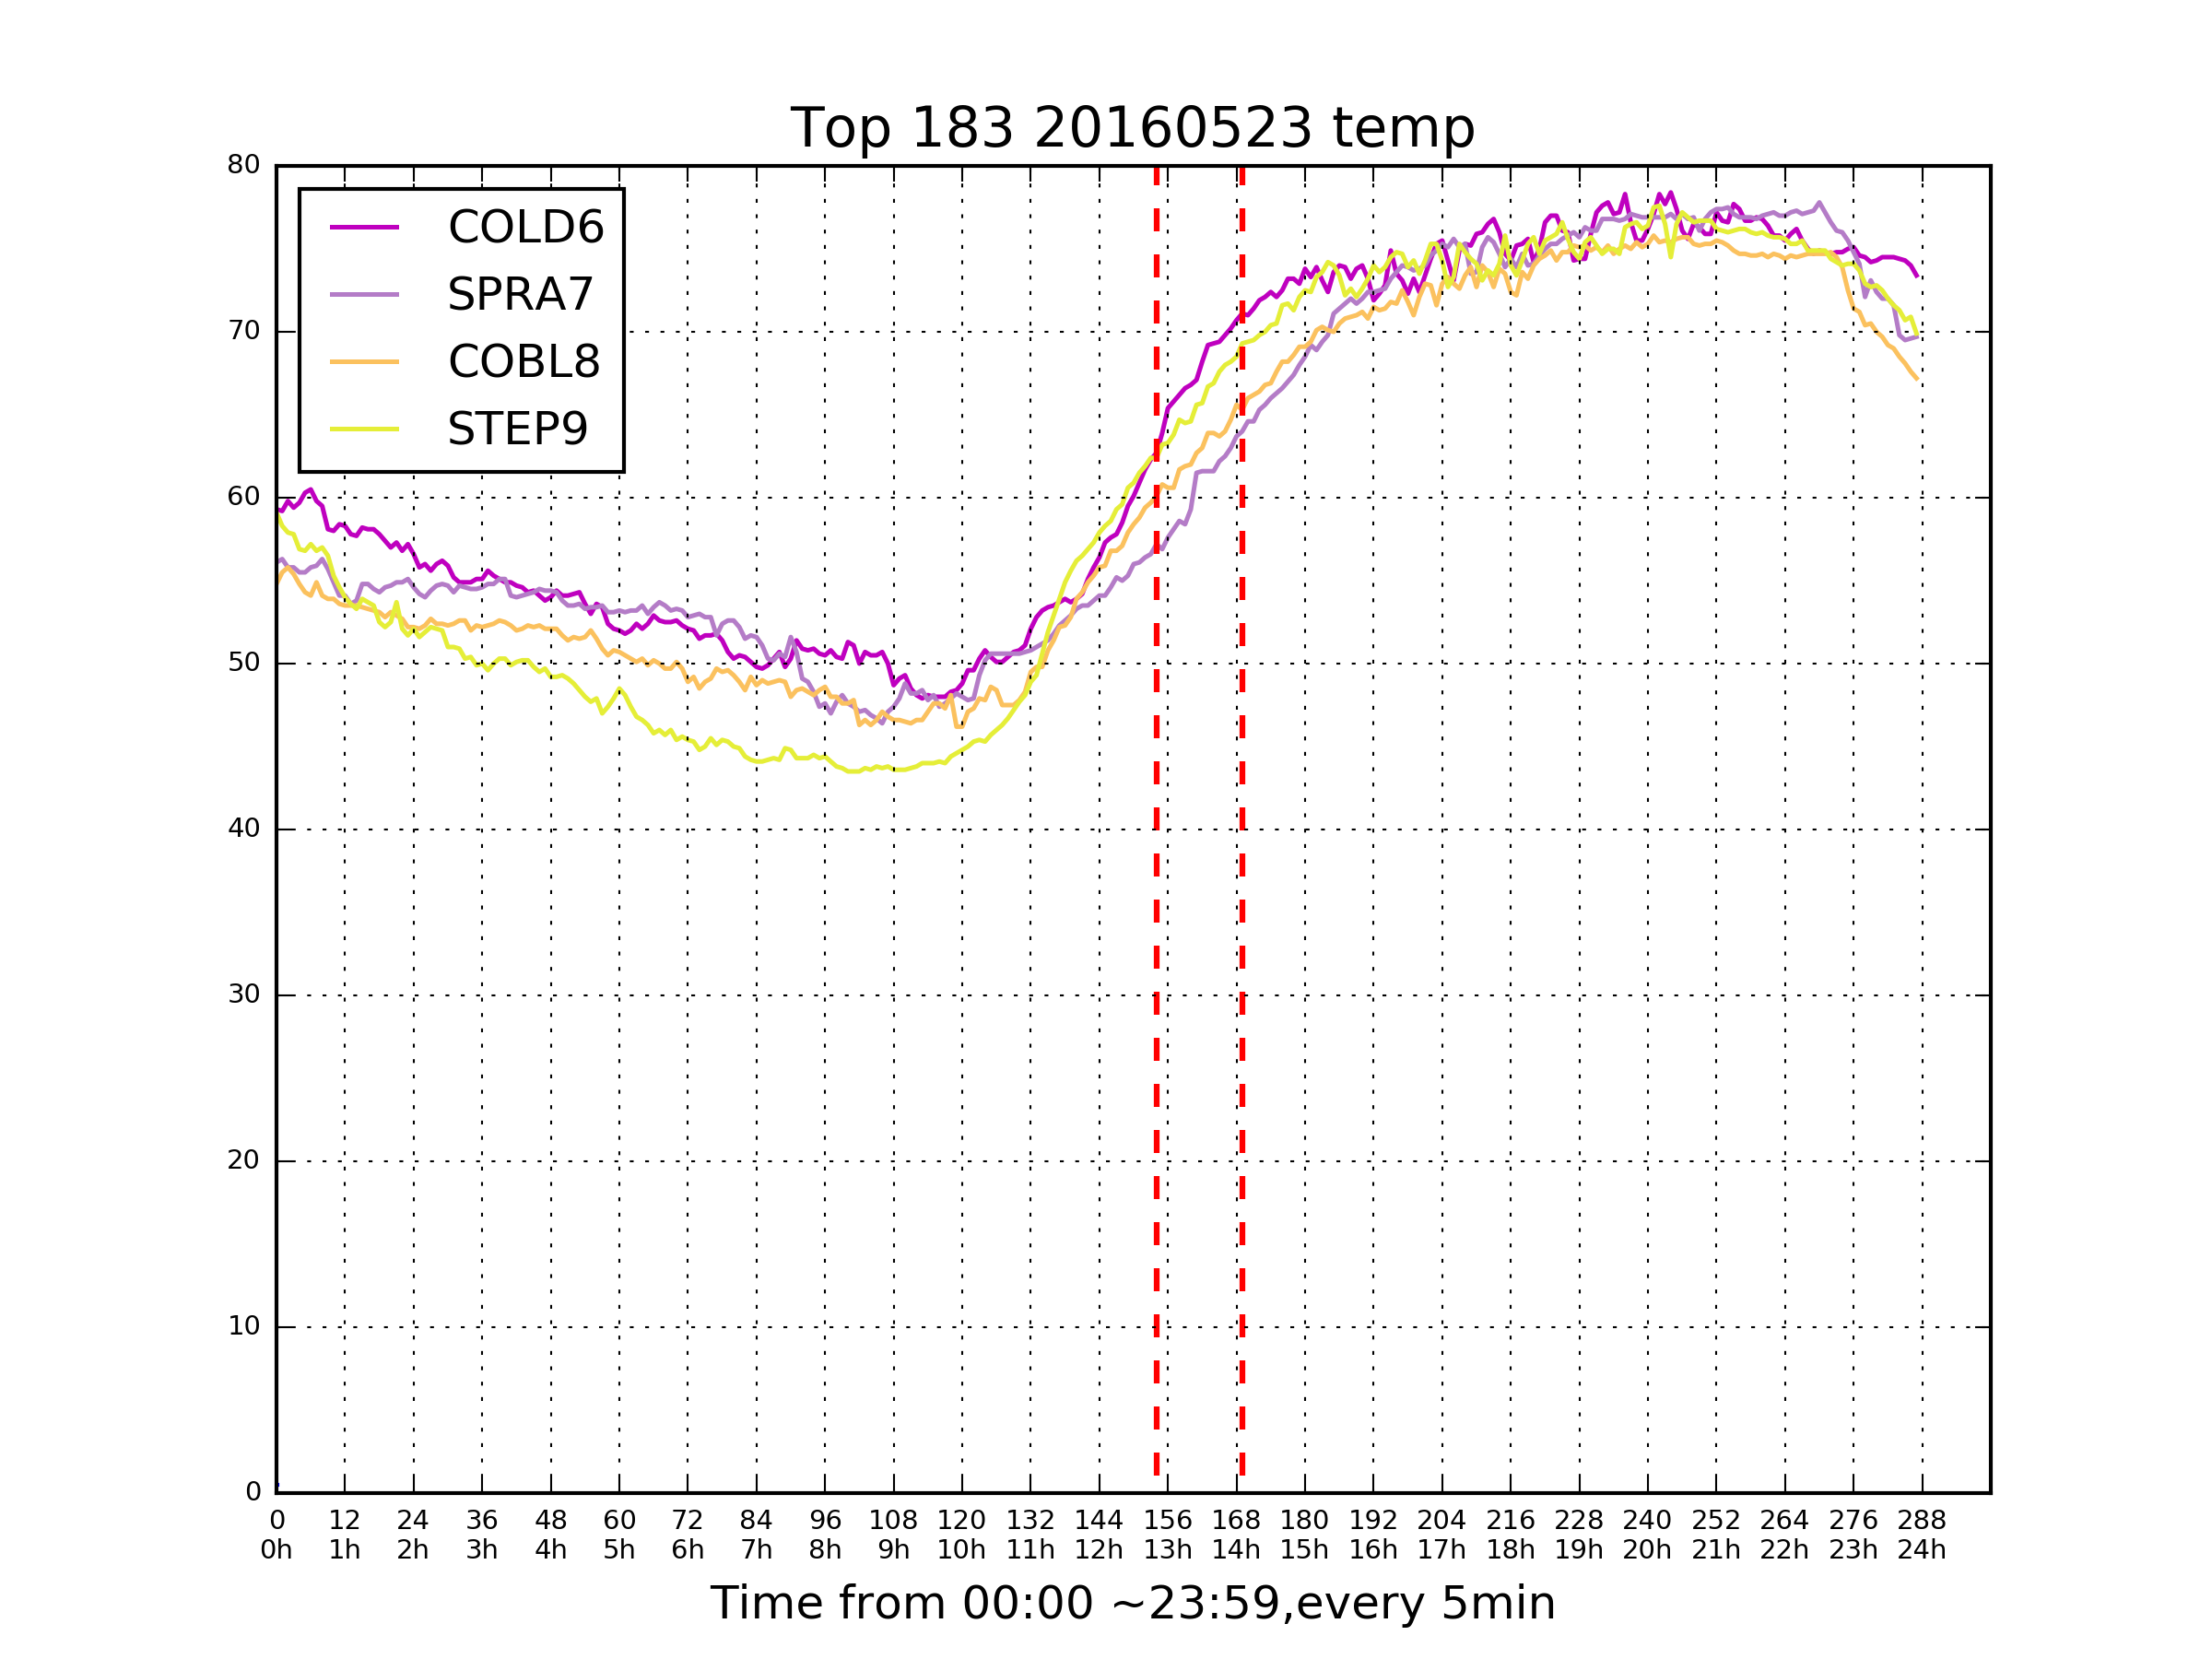 Top 183 20160523 temp
COLD6
SPRA7
COBL8
STEP9
80
70
60
50
40
30
20
10
0
0 12 24 36 48 60 72 84 96 108 120 132 144 156 168 180 192 204 216 228 240 252 264 276 288
0h 1h 2h 3h 4h 5h 6h 7h 8h 9h 10h 11h 12h 13h 14h 15h 16h 17h 18h 19h 20h 21h 22h 23h 24h
Time from 00:00 ~23:59,every 5min